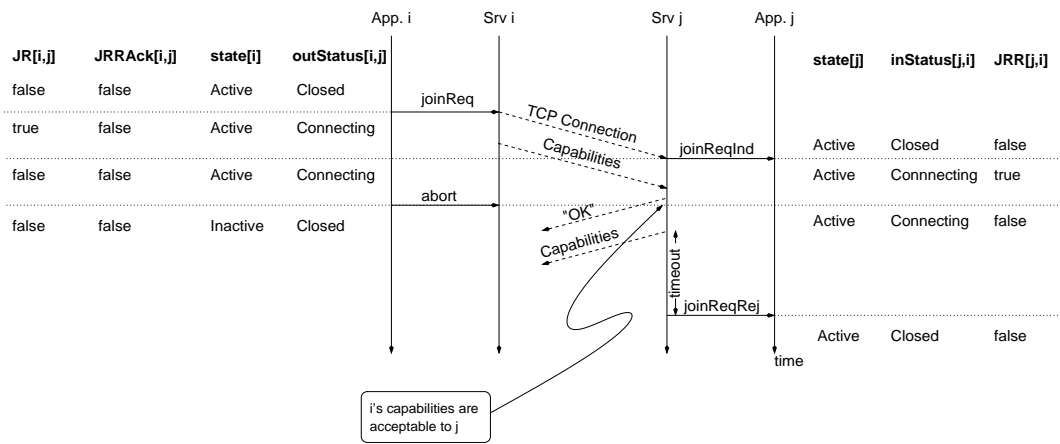 App. i Srv i Srv j App. j
JR[i,j] JRRAck[i,j] state[i] outStatus[i,j] state[j] inStatus[j,i] JRR[j,i]
false false Active Closed
joinReq
TCP Connection
true false Active Connecting
Capabilities
joinReqInd
Active Closed false
false false Active Connecting Active Connnecting true
abort
"OK"
false false Inactive Closed Active Connecting false
Capabilities
timeout
joinReqRej
Active Closed false
time
i's capabilities are
acceptable to j